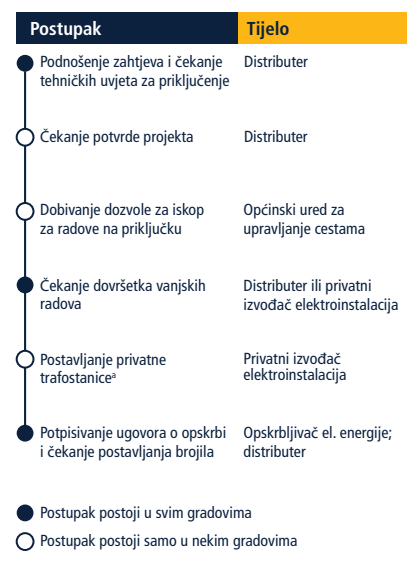 Postupak Tijelo
Podnošenje zahtjeva i čekanje Distributer
tehničkih uvjeta za priključenje
Čekanje potvrde projekta Distributer
Dobivanje dozvole za iskop Općinski ured za
za radove na priključku upravljanje cestama
Čekanje dovršetka vanjskih Distributer ili privatni
radova izvođač elektroinstalacija
Postavljanje privatne Privatni izvođač
trafostaniceᵃ elektroinstalacija
Potpisivanje ugovora o opskrbi Opskrbljivač el. energije;
i čekanje postavljanja brojila distributer
Postupak postoji u svim gradovima
Postupak postoji samo u nekim gradovima